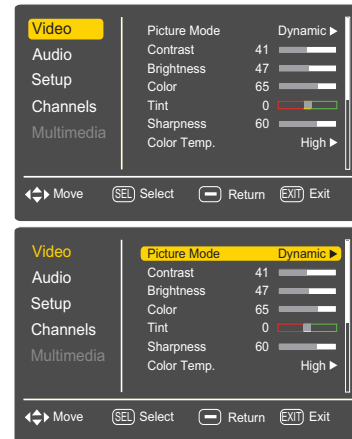 Video
Audio
Setup
Channels
Multimedia
Picture Mode Dynamic
Contrast 41
Brightness 47
Color 65
Tint 0
Sharpness 60
Color Temp. High
Move SEL Select Return EXIT Exit
Video
Audio
Setup
Channels
Multimedia
Picture Mode Dynamic
Contrast 41
Brightness 47
Color 65
Tint 0
Sharpness 60
Color Temp. High
Move SEL Select Return EXIT Exit